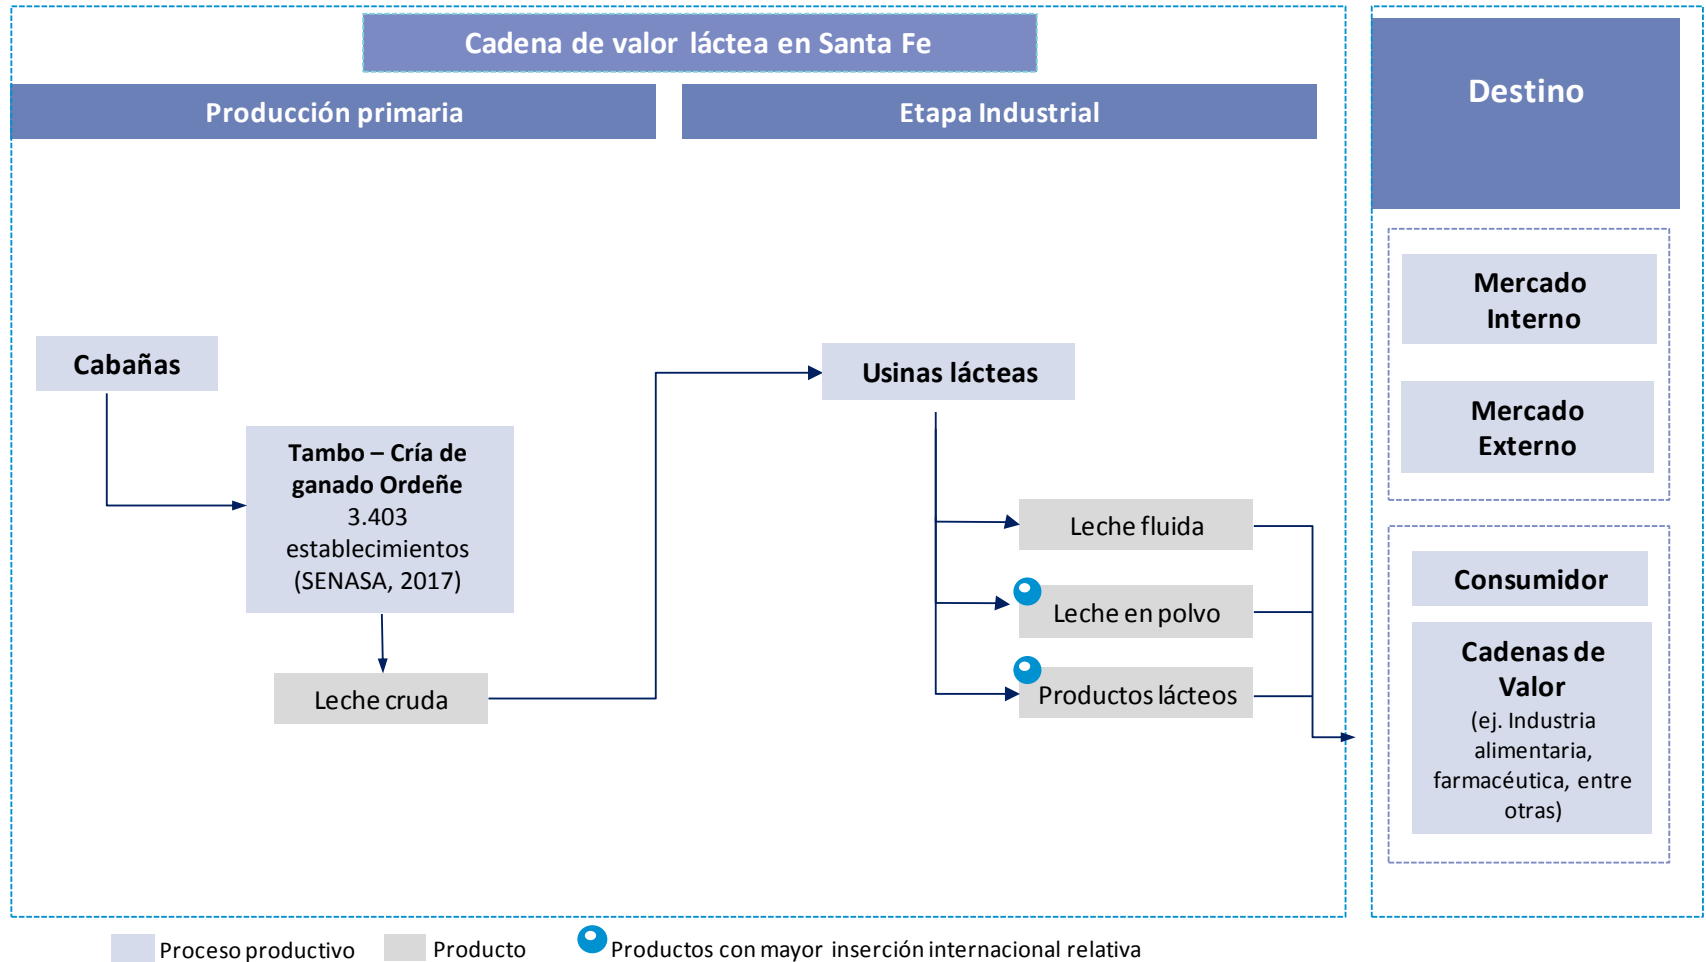 Cadena de valor láctea en Santa Fe
Producción primaria
Etapa Industrial
Destino
Cabañas
Tambo – Cría de
ganado Ordeñe
3.403
establecimientos
(SENASA, 2017)
Leche cruda
Usinas lácteas
Leche fluida
Leche en polvo
Productos lácteos
Mercado
Interno
Mercado
Externo
Consumidor
Cadenas de
Valor
(ej. Industria
alimentaria,
farmacéutica, entre
otras)
Proceso productivo
Producto
Productos con mayor inserción internacional relativa